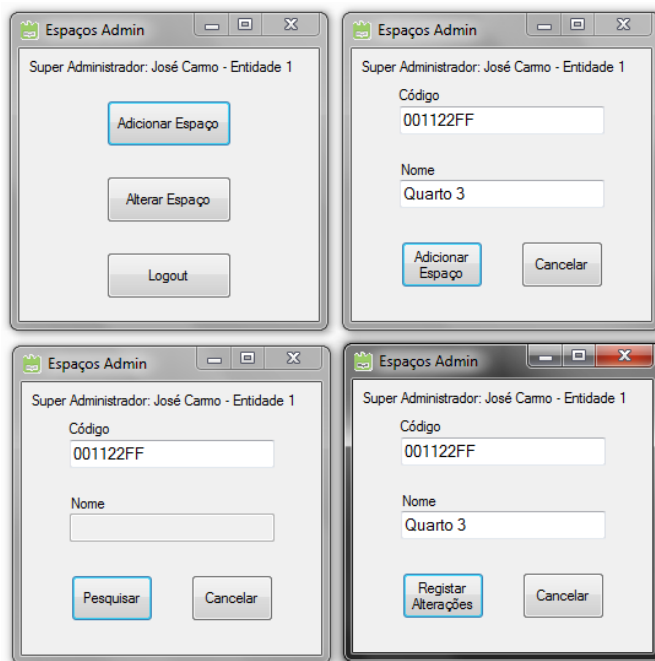 Espaços Admin
Super Administrador: José Carmo - Entidade 1
Adicionar Espaço
Alterar Espaço
Logout
Espaços Admin
Super Administrador: José Carmo - Entidade 1
Código
001122FF
Nome
Quarto 3
Adicionar
Espaço
Cancelar
Espaços Admin
Super Administrador: José Carmo - Entidade 1
Código
001122FF
Nome
Pesquisar
Cancelar
Espaços Admin
Super Administrador: José Carmo - Entidade 1
Código
001122FF
Nome
Quarto 3
Registar
Alterações
Cancelar